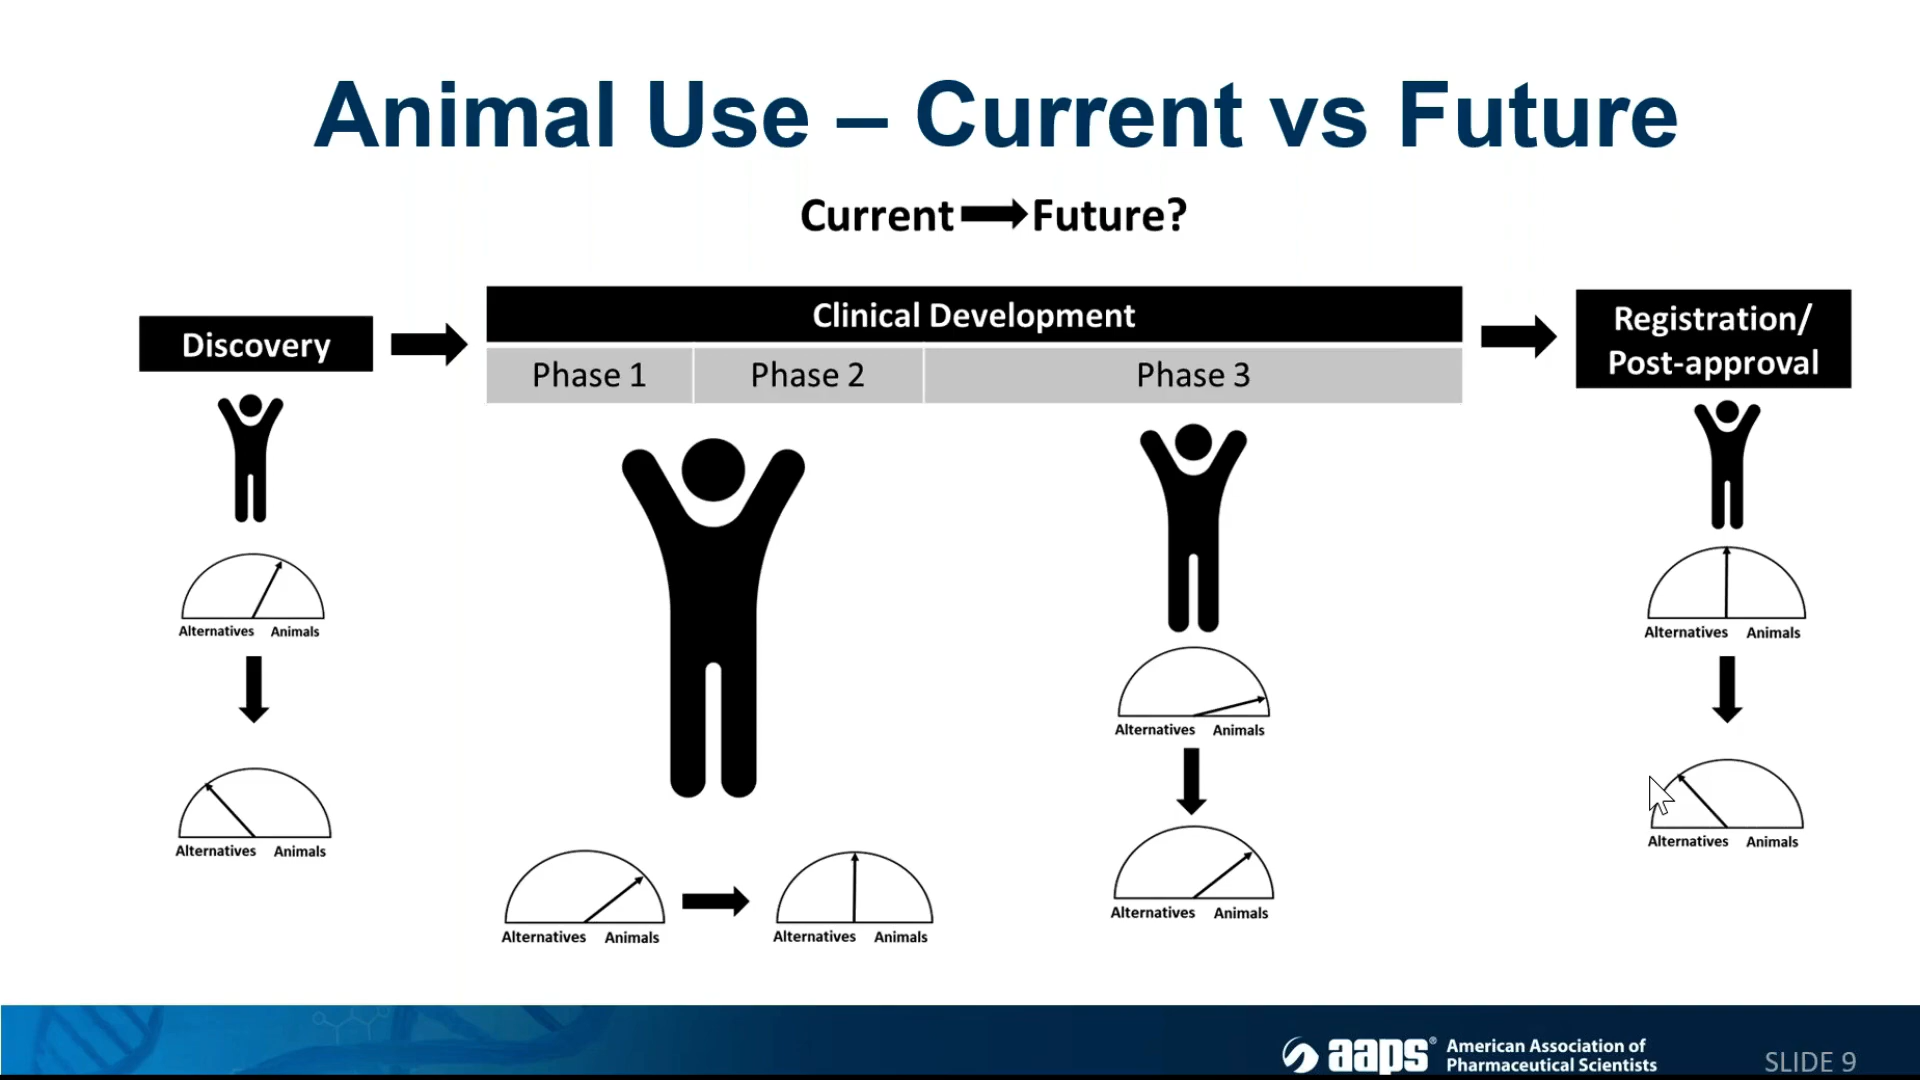 Animal Use – Current vs Future
Current Future?
Discovery
Clinical Development
Phase 1 Phase 2 Phase 3
Registration/
Post-approval
Alternatives Animals
Alternatives Animals
Alternatives Animals
Alternatives Animals
Alternatives Animals
Alternatives Animals
Alternatives Animals
Alternatives Animals
aaps® American Association of
Pharmaceutical Scientists
SLIDE 9